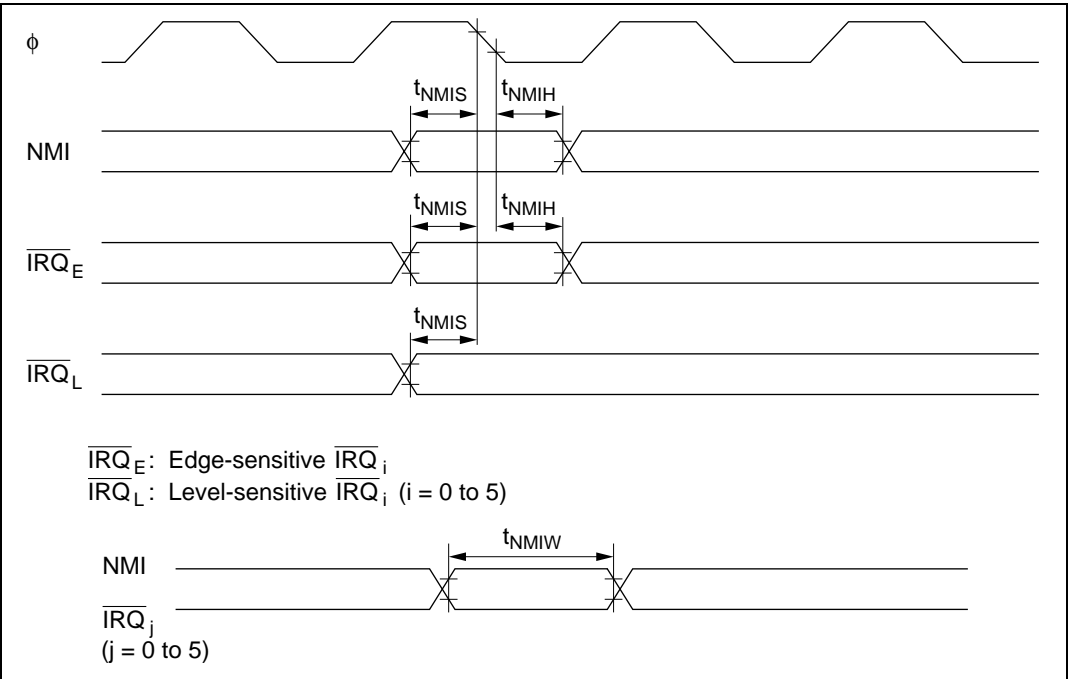 ϕ
tNMIS tNMIH
NMI
tNMIS tNMIH
IRQE
tNMIS
IRQL
IRQE: Edge-sensitive IRQi
IRQL: Level-sensitive IRQi (i = 0 to 5)
tNMIW
NMI
IRQj
(j = 0 to 5)